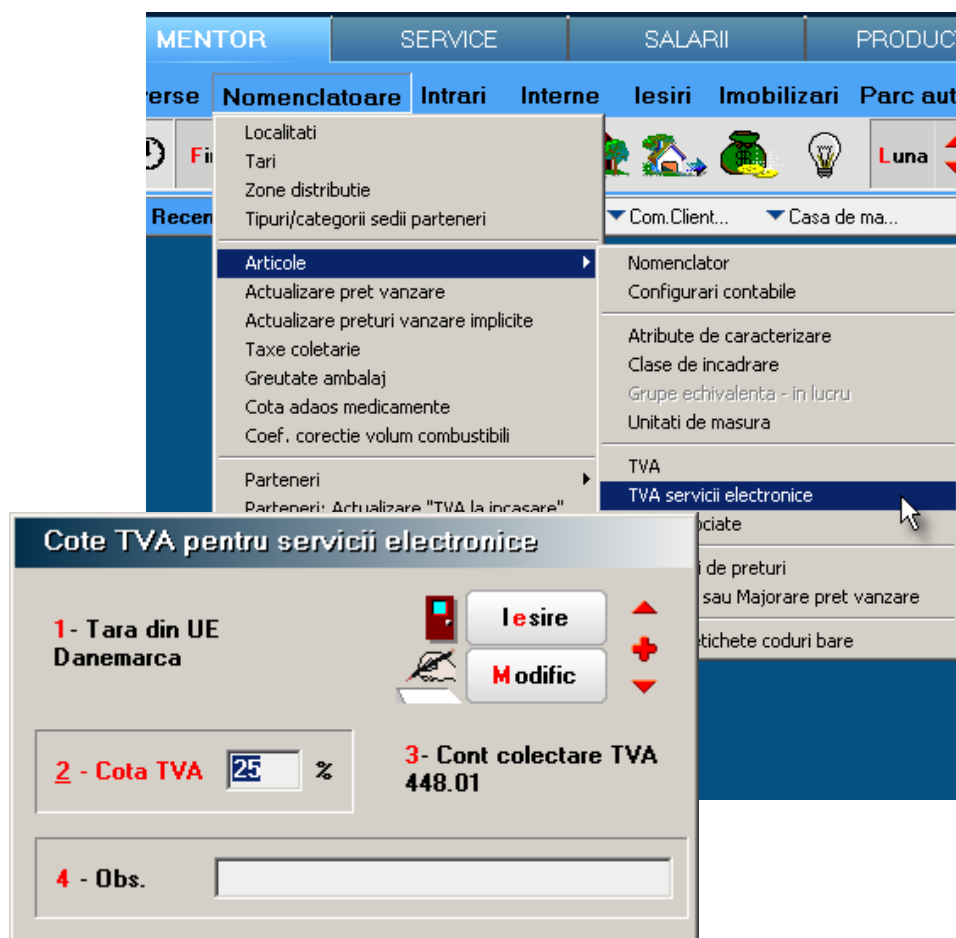 MENTOR SERVICE SALARII PRODUC
erse Nomenclatoare Intrari Interne Iesiri Imobilizari Parc aut
Fi Luna
Recen Com.Client... Casa de ma...
Localitati
Tari
Zone distributie
Tipuri/categorii sedii parteneri
Articole
Actualizare pret vanzare
Actualizare preturi vanzare implicite
Taxe coletarie
Greutate ambalaj
Cota adaos medicamente
Coef. corectie volum combustibili
Parteneri
Parteneri: Actualizare "TVA la incasare"
Nomenclator
Configurari contabile
Atribute de caracterizare
Clase de incadrare
Grupe echivalenta - in lucru
Unitati de masura
TVA
TVA servicii electronice
ociate
i de preturi
sau Majorare pret vanzare
etichete coduri bare
Cote TVA pentru servicii electronice
1 - Tara din UE
Danemarca
Iesire
Modific
2 - Cota TVA 25 %
3 - Cont colectare TVA
448.01
4 - Obs.